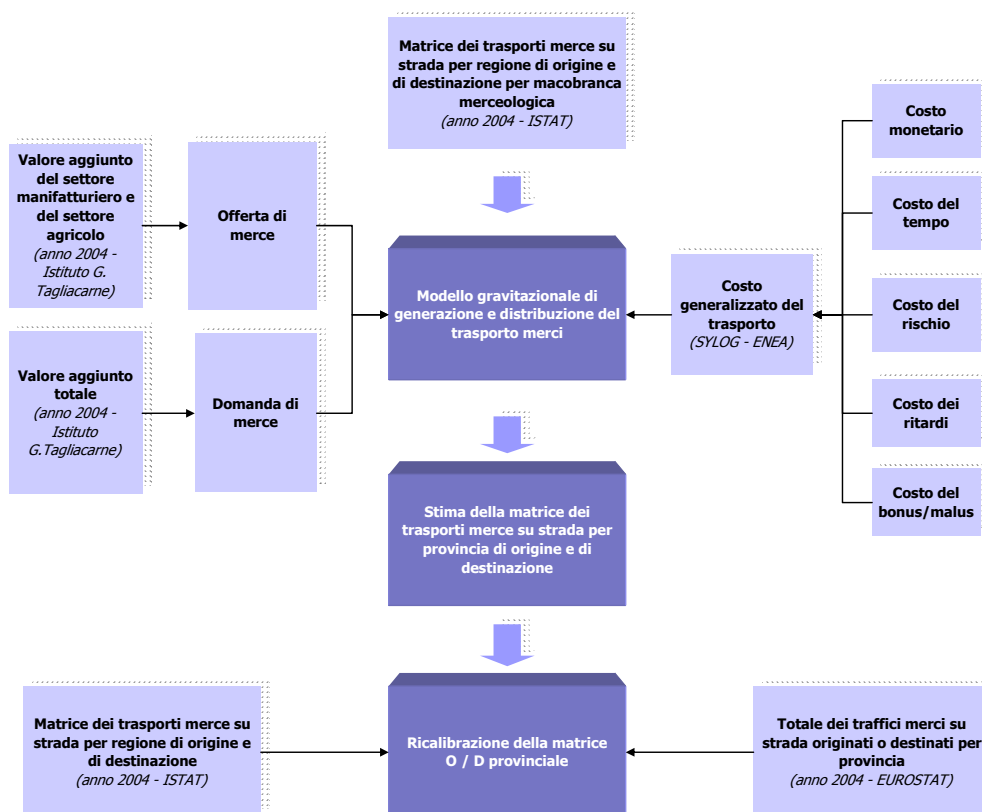 Matrice dei trasporti merce su
strada per regione di origine e
di destinazione per macobranca
merceologica
(anno 2004 - ISTAT)
Costo
monetario
Valore aggiunto
del settore
manifatturiero e
del settore
agricolo
(anno 2004 -
Istituto G.
Tagliacarne)
Offerta di
merce
Costo del
tempo
Modello gravitazionale di
generazione e distribuzione del
trasporto merci
Costo
generalizzato del
trasporto
(SYLOG - ENEA)
Costo del
rischio
Valore aggiunto
totale
(anno 2004 -
Istituto
G.Tagliacarne)
Domanda di
merce
Costo dei
ritardi
Stima della matrice dei
trasporti merce su strada per
provincia di origine e di
destinazione
Costo del
bonus/malus
Matrice dei trasporti merce su
strada per regione di origine e
di destinazione
(anno 2004 - ISTAT)
Ricalibrazione della matrice
O / D provinciale
Totale dei traffici merci su
strada originati o destinati per
provincia
(anno 2004 - EUROSTAT)